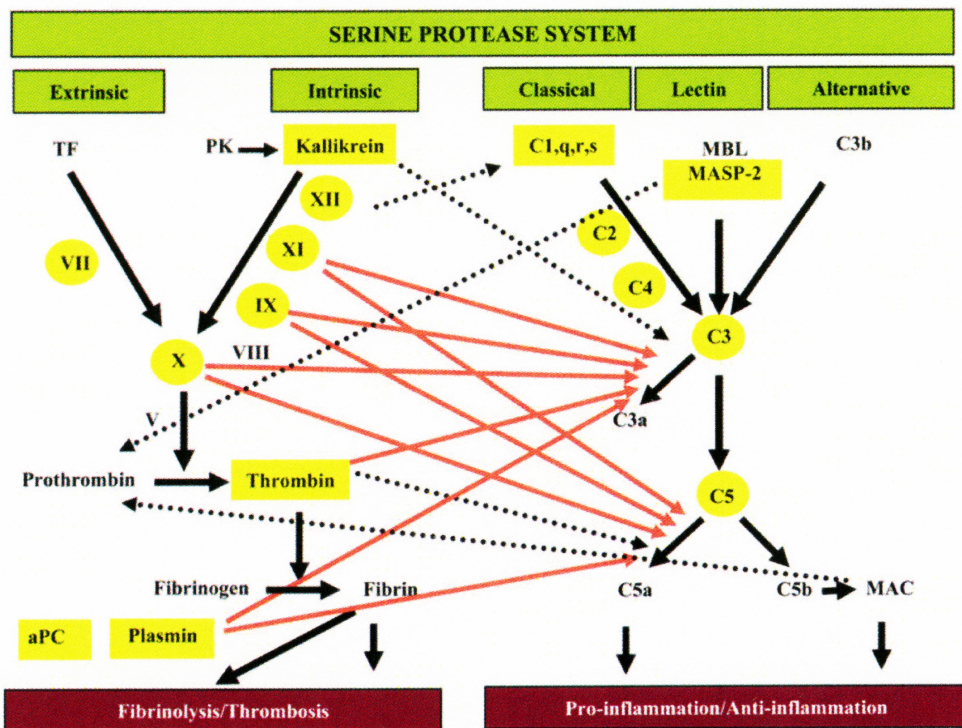 SERINE PROTEASE SYSTEM
Extrinsic
Intrinsic
Classical
Lectin
Alternative
TF
PK
Kallikrein
C1,q,r,s
MBL
MASP-2
C3b
XII
XI
IX
VII
C2
C4
X
VIII
C3
V
C3a
Prothrombin
Thrombin
C5
Fibrinogen
Fibrin
C5a
C5b
MAC
aPC
Plasmin
Fibrinolysis/Thrombosis
Pro-inflammation/Anti-inflammation